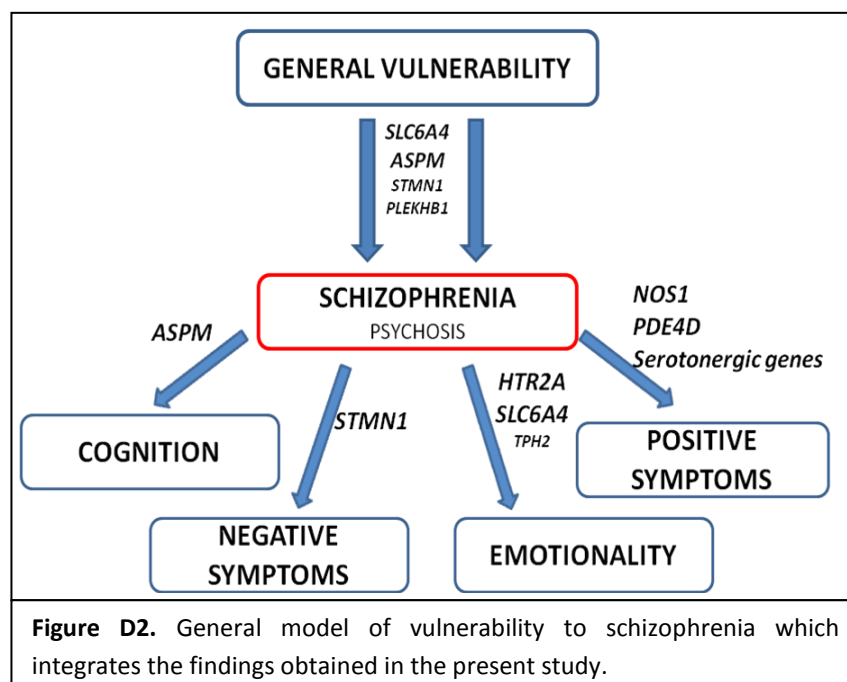 GENERAL VULNERABILITY
SLC6A4
ASPM
STMN1
PLEKHB1
SCHIZOPHRENIA
PSYCHOSIS
NOS1
PDE4D
Serotonergic genes
ASPM
STMN1
HTR2A
SLC6A4
TPH2
COGNITION
POSITIVE
SYMPTOMS
NEGATIVE
SYMPTOMS
EMOTIONALITY
Figure D2. General model of vulnerability to schizophrenia which
integrates the findings obtained in the present study.